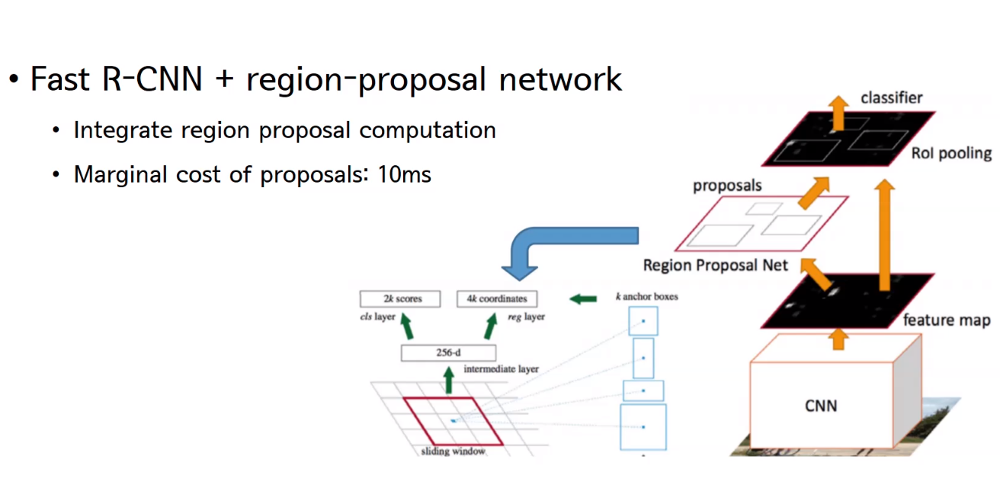 • Fast R-CNN + region-proposal network
• Integrate region proposal computation
• Marginal cost of proposals: 10ms
classifier
RoI pooling
proposals
Region Proposal Net
feature map
CNN
2k scores
4k coordinates
k anchor boxes
cls layer
reg layer
256-d
intermediate layer
sliding window